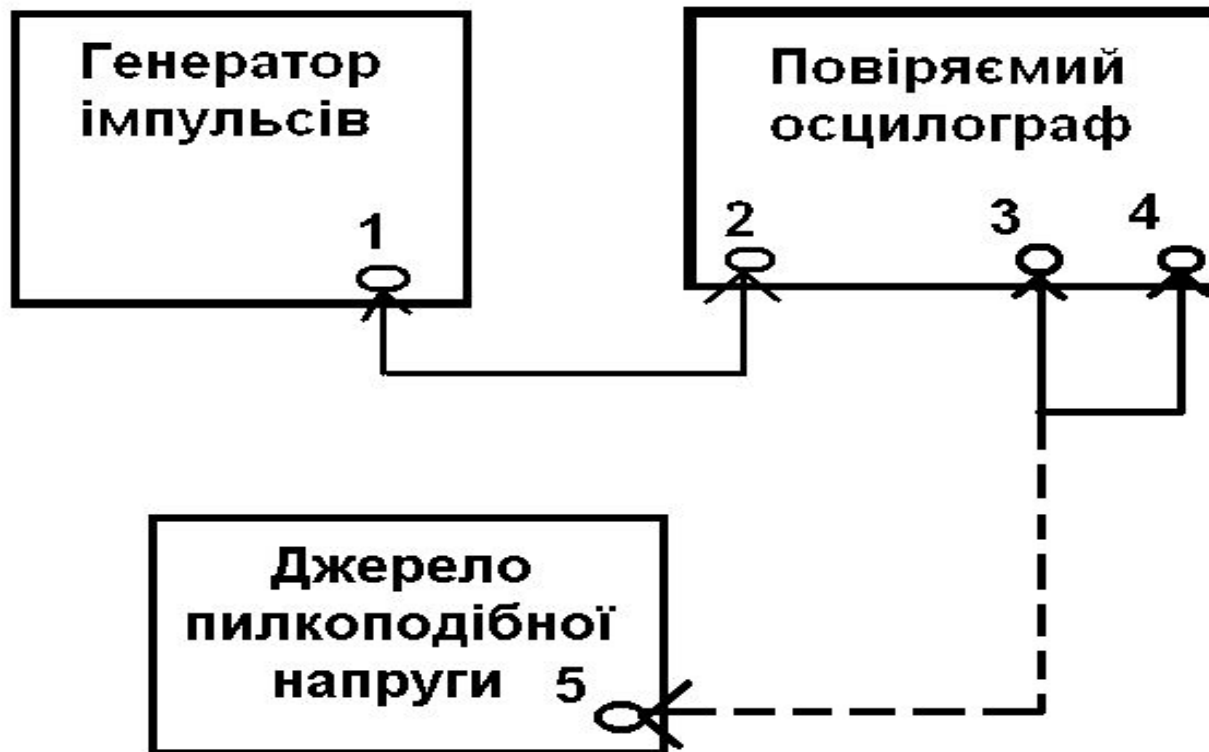 Генератор
імпульсів
1
Повіряємий
осцилограф
2
3
4
Джерело
пилкоподібної
напруги
5